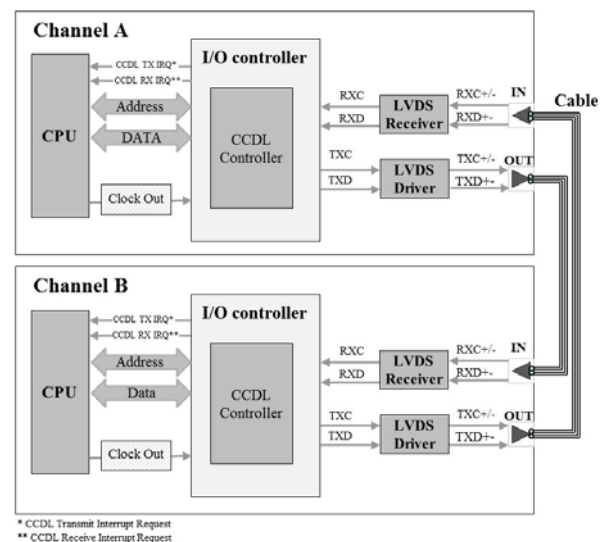 Channel A
I/O controller
CCDL TX IRQ*
CCDL RX IRQ**
Address
CPU
DATA
Clock Out
CCDL
Controller
RXC
RXD
LVDS
Receiver
RXC+/-
RXD+-
IN
Cable
TXC
TXD
LVDS
Driver
TXC+/-
TXD+-
OUT
Channel B
I/O controller
CCDL TX IRQ*
CCDL RX IRQ**
Address
CPU
Data
Clock Out
CCDL
Controller
RXC
RXD
LVDS
Receiver
RXC+/-
RXD+-
IN
TXC
TXD
LVDS
Driver
TXC+/-
TXD+-
OUT
* CCDL Transmit Interrupt Request
** CCDL Receive Interrupt Request